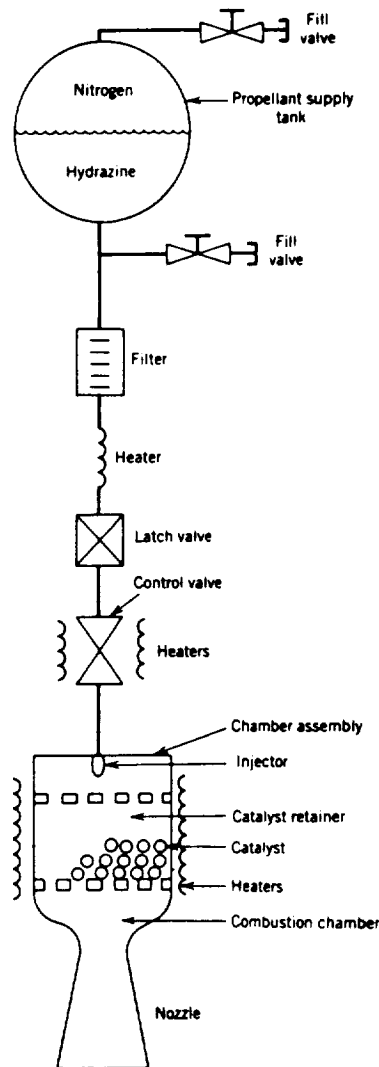 Fill
valve
Nitrogen
Propellant supply
tank
Hydrazine
Fill
valve
Filter
Heater
Latch valve
Control valve
Heaters
Chamber assembly
Injector
Catalyst retainer
Catalyst
Heaters
Combustion chamber
Nozzle